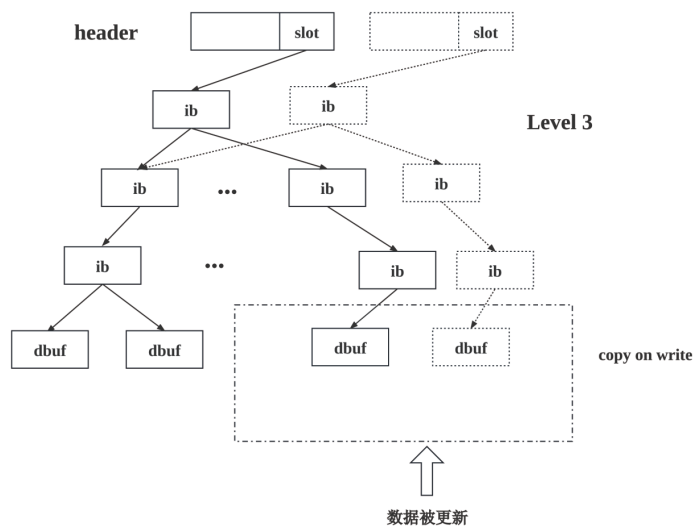 header
slot
slot
ib
ib
Level 3
ib
...
ib
ib
ib
...
ib
ib
dbuf
dbuf
dbuf
dbuf
copy on write
数据被更新